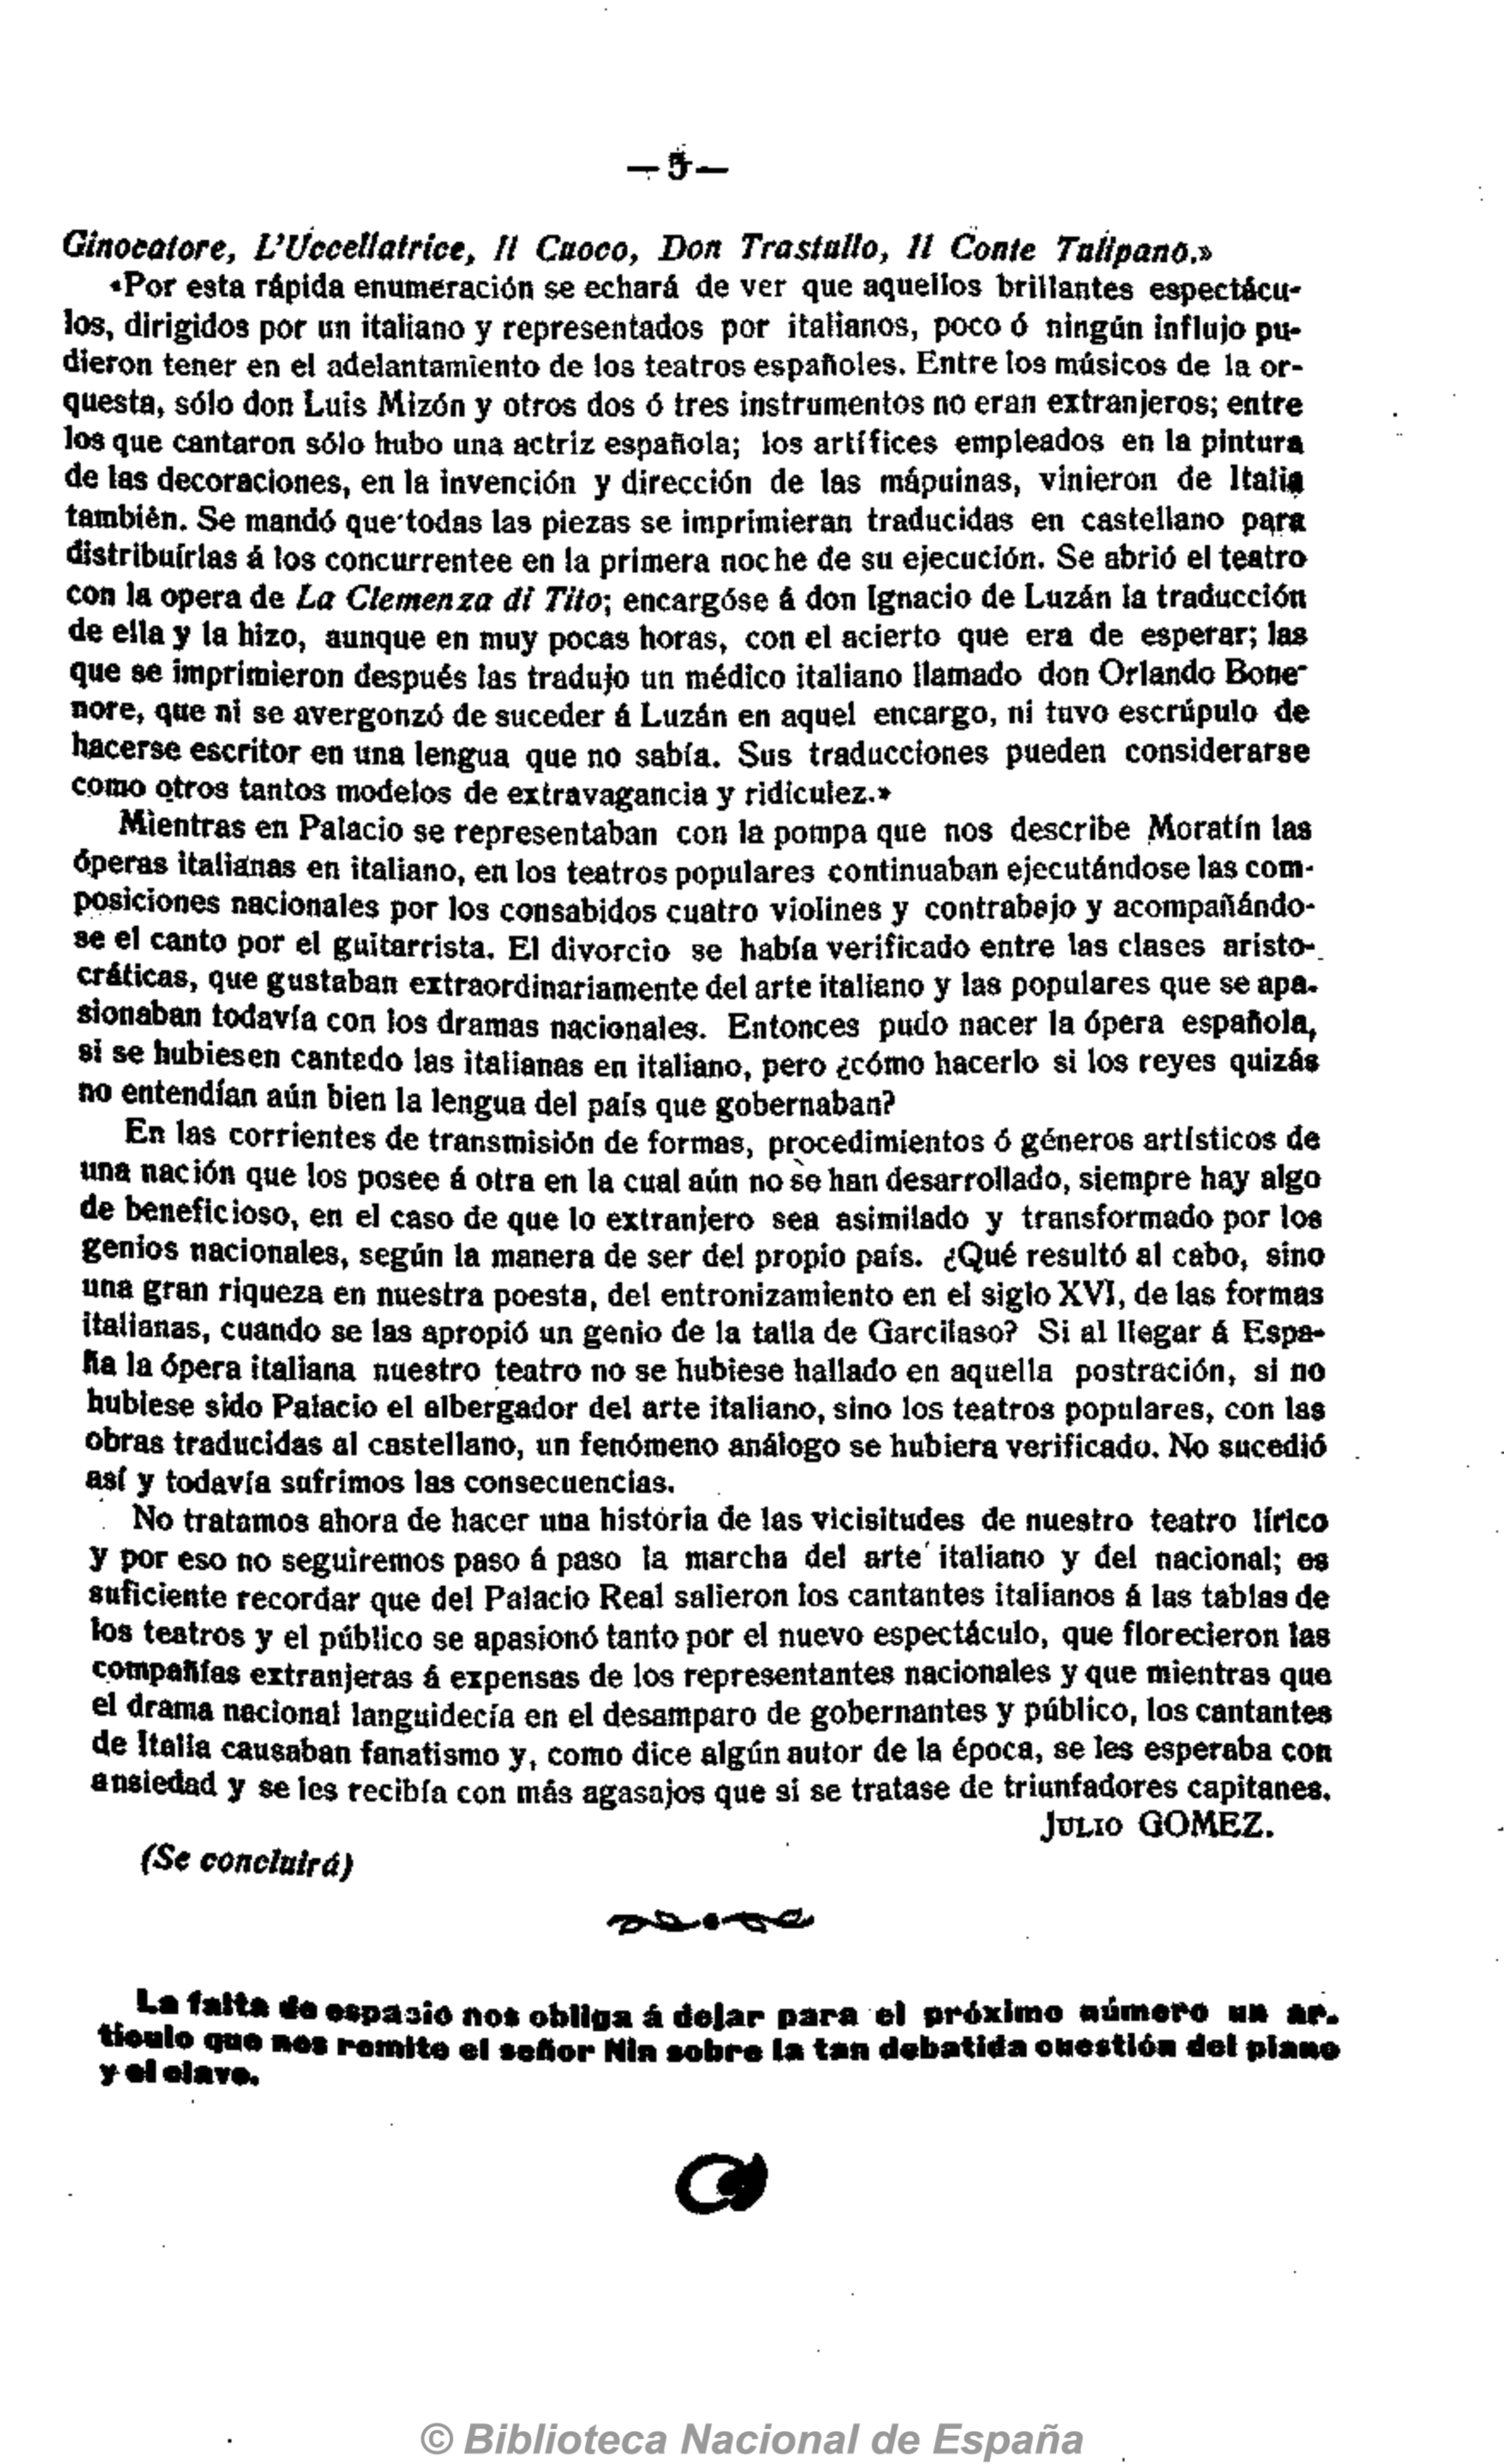 — 5 —
Ginocatore, L'Uccellatrice, Il Cuoco, Don Trastullo, Il Conte Tulipano.»
«Por esta rápida enumeración se echará de ver que aquellos brillantes espectácu-
los, dirigidos por un italiano y representados por italianos, poco ó ningún influjo pu-
dieron tener en el adelantamiento de los teatros españoles. Entre los músicos de la or-
questa, sólo don Luis Mizón y otros dos ó tres instrumentos no eran extranjeros; entre
los que cantaron sólo hubo una actriz española; los artífices empleados en la pintura
de las decoraciones, en la invención y dirección de las mápuinas, vinieron de Italia
también. Se mandó que todas las piezas se imprimieran traducidas en castellano para
distribuírlas á los concurrentee en la primera noche de su ejecución. Se abrió el teatro
con la opera de La Clemenza di Tito; encargóse á don Ignacio de Luzán la traducción
de ella y la hizo, aunque en muy pocas horas, con el acierto que era de esperar; las
que se imprimieron después las tradujo un médico italiano llamado don Orlando Bone-
nore, que ni se avergonzó de suceder á Luzán en aquel encargo, ni tuvo escrúpulo de
hacerse escritor en una lengua que no sabía. Sus traducciones pueden considerarse
como otros tantos modelos de extravagancia y ridículez.»
Mientras en Palacio se representaban con la pompa que nos describe Moratín las
óperas italianas en italiano, en los teatros populares continuaban ejecutándose las com-
posiciones nacionales por los consabidos cuatro violines y contrabajo y acompañándo-
se el canto por el guitarrista. El divorcio se había verificado entre las clases aristo-
cráticas, que gustaban extraordinariamente del arte italiano y las populares que se apa-
sionaban todavía con los dramas nacionales. Entonces pudo nacer la ópera española,
si se hubiesen cantado las italianas en italiano, pero ¿cómo hacerlo si los reyes quizás
no entendían aún bien la lengua del país que gobernaban?
En las corrientes de transmisión de formas, procedimientos ó géneros artísticos de
una nación que los posee á otra en la cual aún no se han desarrollado, siempre hay algo
de beneficioso, en el caso de que lo extranjero sea asimilado y transformado por los
genios nacionales, según la manera de ser del propio país. ¿Qué resultó al cabo, sino
una gran riqueza en nuestra poesta, del entronizamiento en el siglo XVI, de las formas
italianas, cuando se las apropió un genio de la talla de Garcilaso? Si al llegar á Espa-
ña la ópera italiana nuestro teatro no se hubiese hallado en aquella postración, si no
hubiese sido Palacio el albergador del arte italiano, sino los teatros populares, con las
obras traducidas al castellano, un fenómeno análogo se hubiera verificado. No sucedió
así y todavía sufrimos las consecuencias.
No tratamos ahora de hacer una história de las vicisitudes de nuestro teatro lírico
y por eso no seguiremos paso á paso la marcha del arte italiano y del nacional; es
suficiente recordar que del Palacio Real salieron los cantantes italianos á las tablas de
los teatros y el público se apasionó tanto por el nuevo espectáculo, que florecieron las
compañías extranjeras á expensas de los representantes nacionales y que mientras que
el drama nacional languidecía en el desamparo de gobernantes y público, los cantantes
de Italia causaban fanatismo y, como dice algún autor de la época, se les esperaba con
ansiedad y se les recibía con más agasajos que si se tratase de triunfadores capitanes.
JULIO GOMEZ.
(Se concluirá)
La falta de espacio nos obliga á dejar para el próximo número un ar-
tículo que nos remite el señor Nin sobre la tan debatida cuestión del piano
y el clave.
© Biblioteca Nacional de España